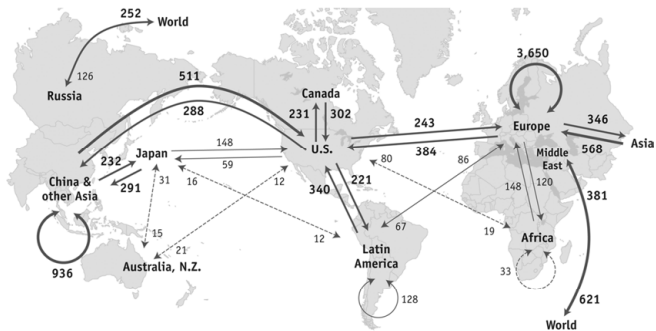 252
World
126
Russia
3,650
511
288
Canada
231
302
243
384
Europe
346
568
Asia
U.S.
Japan
148
59
232
291
China &
other Asia
31
16
12
80
86
Middle
East
148
120
381
340
221
67
12
15
21
19
Australia, N.Z.
936
Latin
America
128
Africa
33
621
World